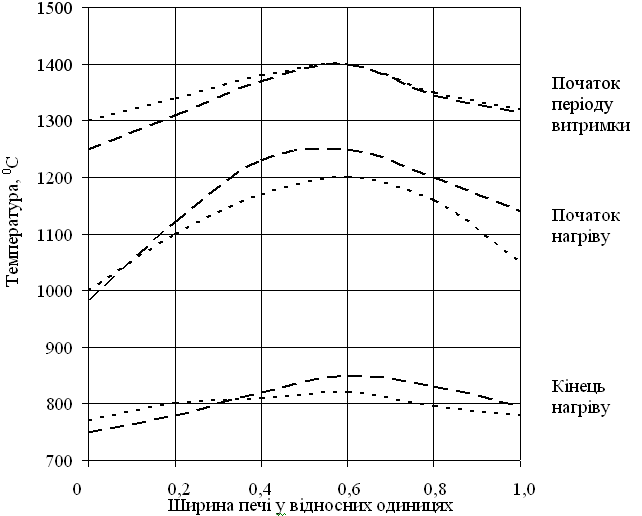 1500
1400
1300
1200
1100
1000
900
800
700
Температура, ⁰С
0
0,2
0,4
0,6
0,8
1,0
Ширина печі у відносних одиницях
Початок
періоду
витримки
Початок
нагріву
Кінець
нагріву